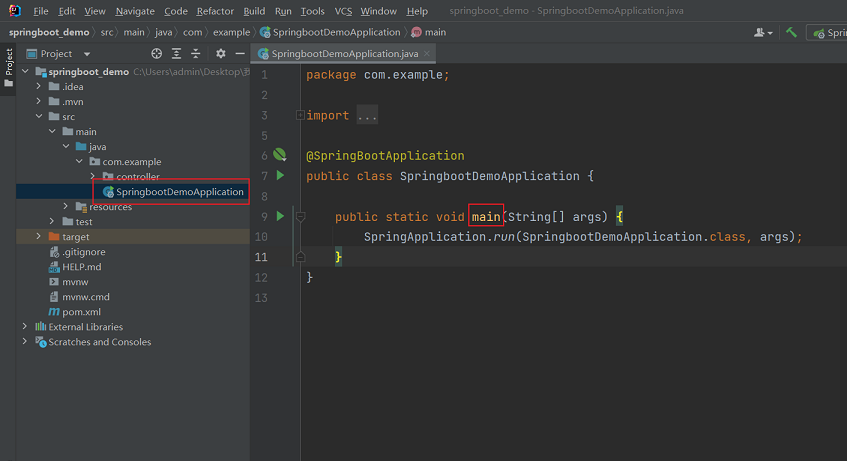 File Edit View Navigate Code Refactor Build Run Tools VCS Window Help springboot_demo - SpringbootDemoApplication.java
springboot_demo src main java com example SpringbootDemoApplication main
Project
Project
SpringbootDemoApplication.java
springboot_demo C:\Users\admin\Desktop\
.idea
.mvn
src
main
java
com.example
controller
SpringbootDemoApplication
resources
test
target
.gitignore
HELP.md
mvnw
mvnw.cmd
pom.xml
External Libraries
Scratches and Consoles
1 package com.example;
2
3 import ...
5
6 @SpringBootApplication
7 public class SpringbootDemoApplication {
8
9 public static void main(String[] args) {
10 SpringApplication.run(SpringbootDemoApplication.class, args);
11 }
12 }
13